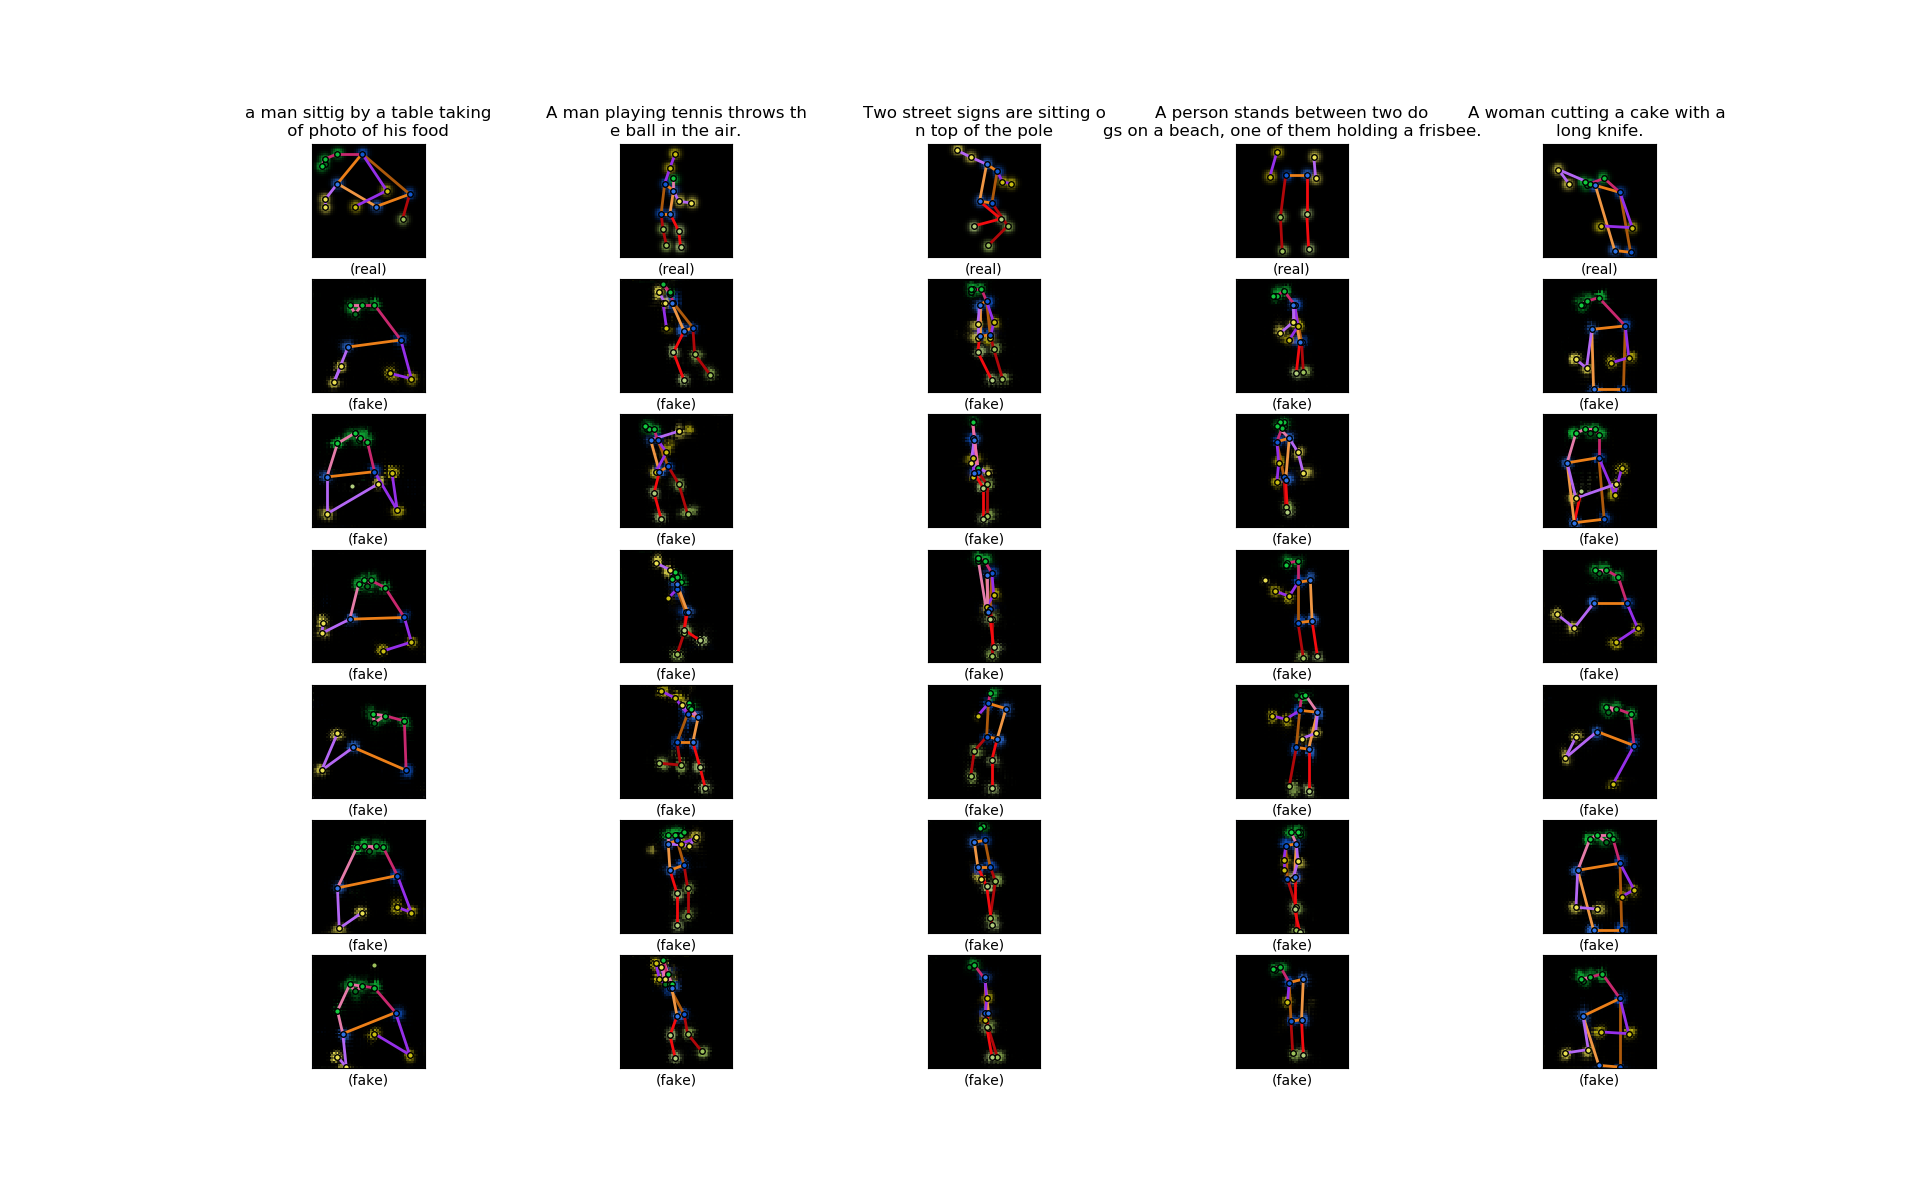 a man sittig by a table taking
of photo of his food
A man playing tennis throws th
e ball in the air.
Two street signs are sitting o
n top of the pole
A person stands between two do
gs on a beach, one of them holding a frisbee.
A woman cutting a cake with a
long knife.
(real) (real) (real) (real) (real)
(fake) (fake) (fake) (fake) (fake)
(fake) (fake) (fake) (fake) (fake)
(fake) (fake) (fake) (fake) (fake)
(fake) (fake) (fake) (fake) (fake)
(fake) (fake) (fake) (fake) (fake)
(fake) (fake) (fake) (fake) (fake)